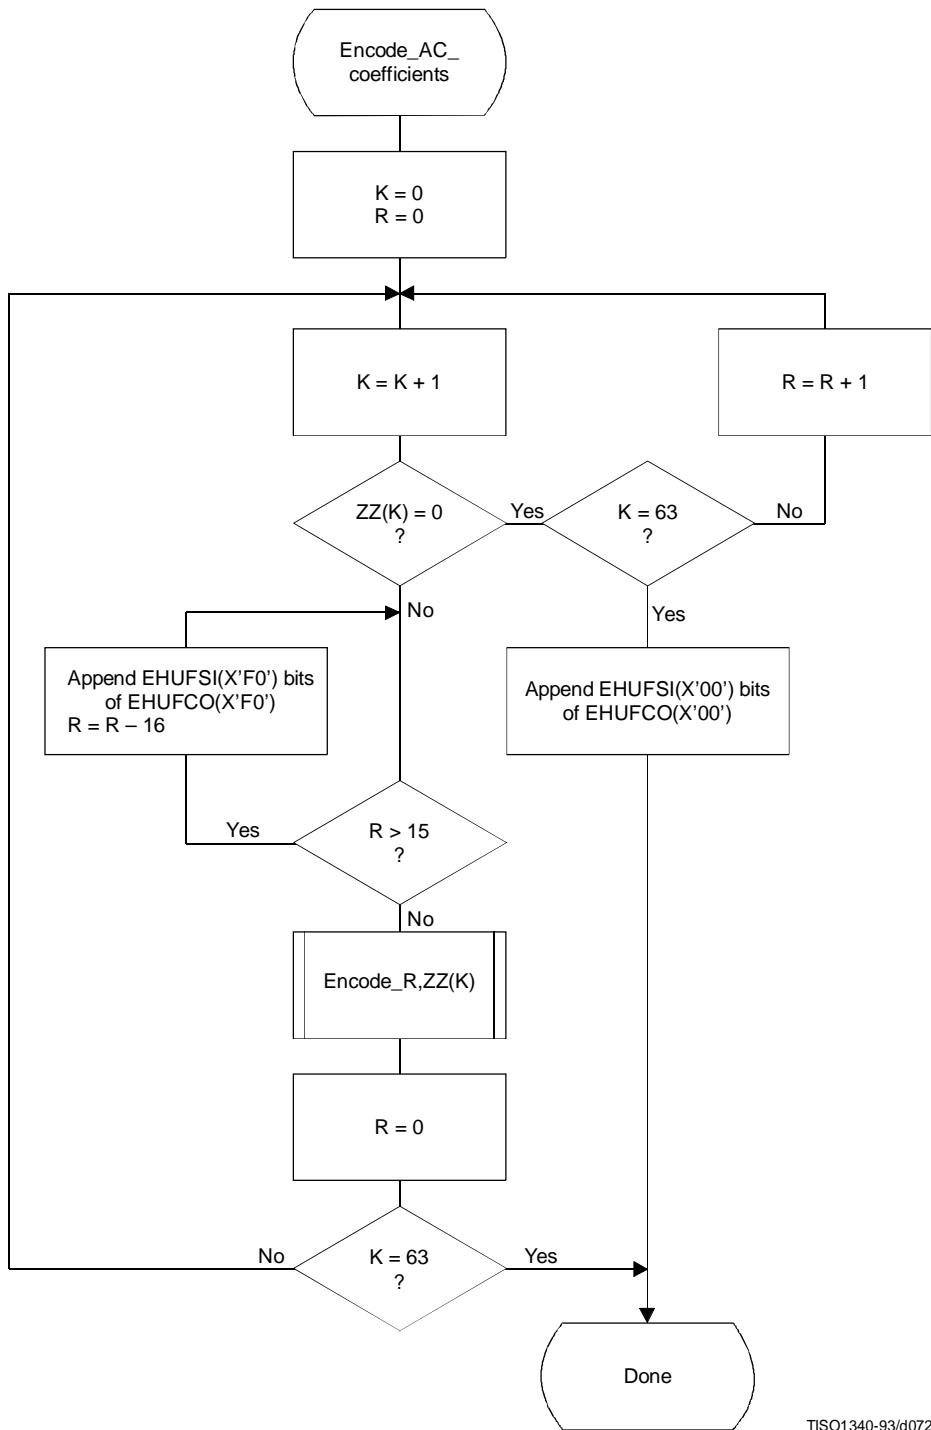 Encode_AC_
coefficients
K = 0
R = 0
K = K + 1
R = R + 1
ZZ(K) = 0
?
Yes
K = 63
?
No
No
Yes
Append EHUFSI(X'F0') bits
of EHUFCO(X'F0')
R = R – 16
Append EHUFSI(X'00') bits
of EHUFCO(X'00')
Yes
R > 15
?
No
Encode_R,ZZ(K)
R = 0
No
K = 63
?
Yes
Done
TISO1340-93/d072